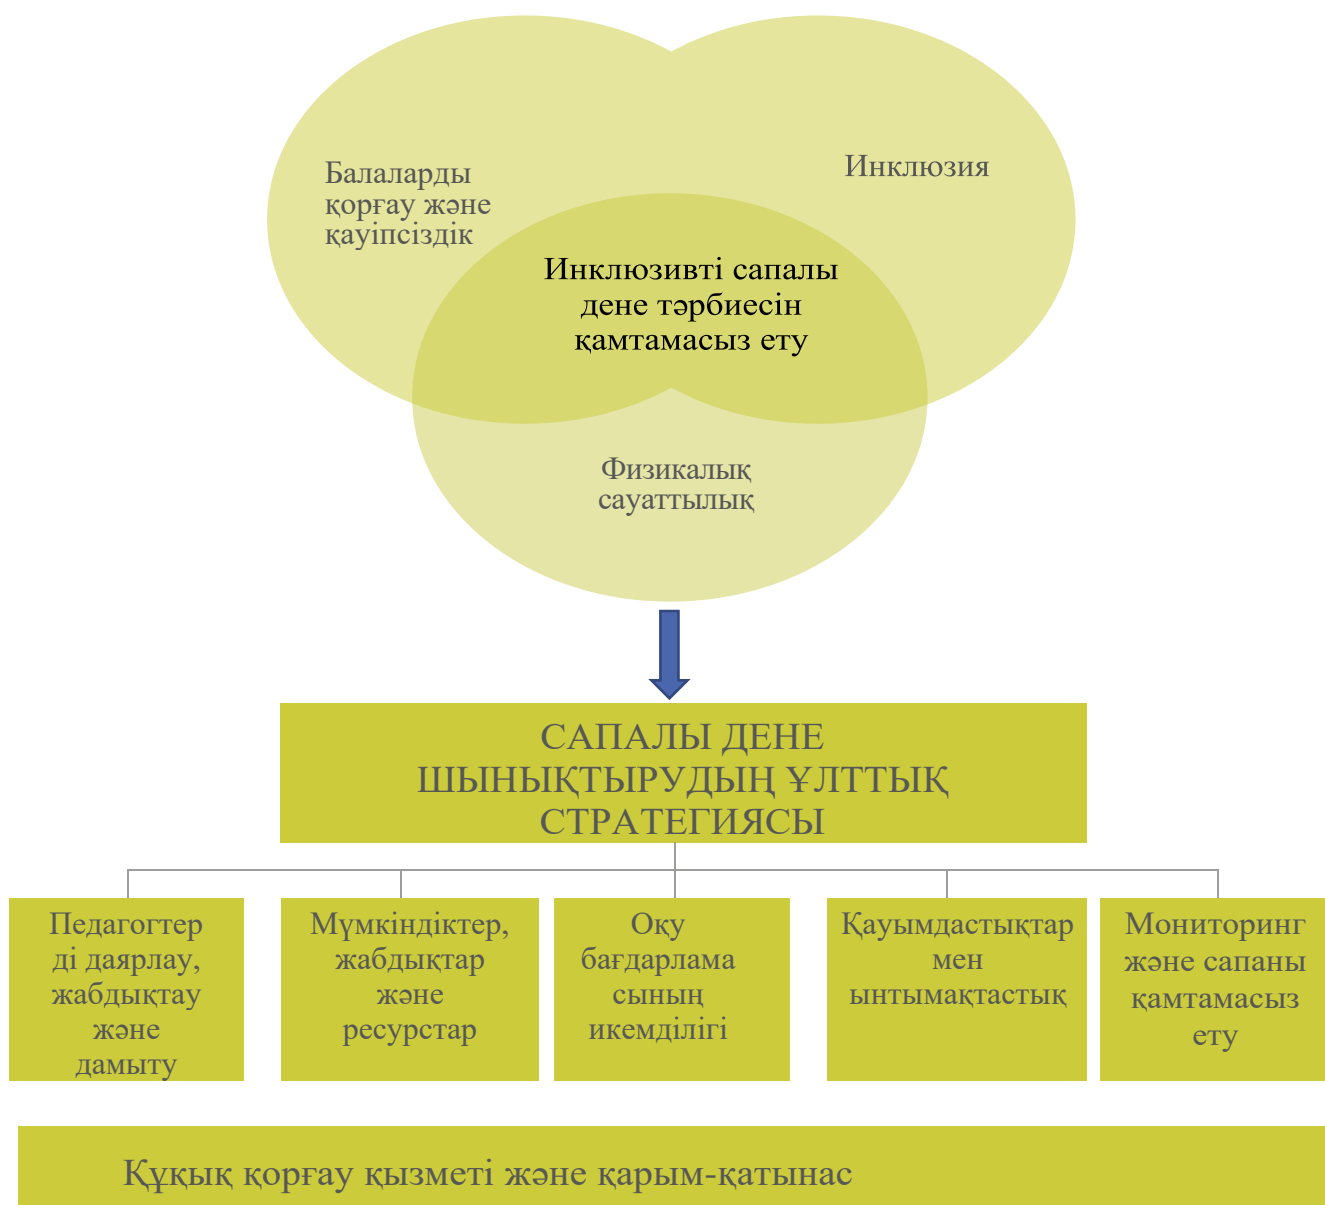 Балаларды
қорғау және
қауіпсіздік
Инклюзия
Инклюзивті сапалы
дене тәрбиесін
қамтамасыз ету
Физикалық
сауаттылық
САПАЛЫ ДЕНЕ
ШЫНЫҚТЫРУДЫҢ ҰЛТТЫҚ
СТРАТЕГИЯСЫ
Педагогтер
ді даярлау,
жабдықтау
және
дамыту
Мүмкіндіктер,
жабдықтар
және
ресурстар
Оқу
бағдарлама
сының
икемділігі
Қауымдастықтар
мен
ынтымақтастық
Мониторинг
және сапаны
қамтамасыз
ету
Құқық қорғау қызметі және қарым-қатынас